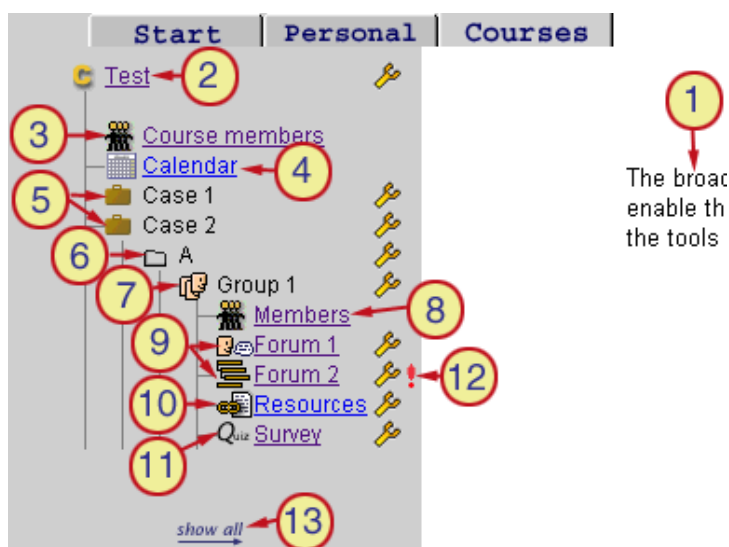 Start Personal Courses
C Test 2
1
3 Course members
Calendar 4
The broad
enable th
the tools
5 Case 1
Case 2
6 A
7 Group 1
Members 8
9 Forum 1
Forum 2 ! 12
10 Resources
11 Quiz Survey
show all 13